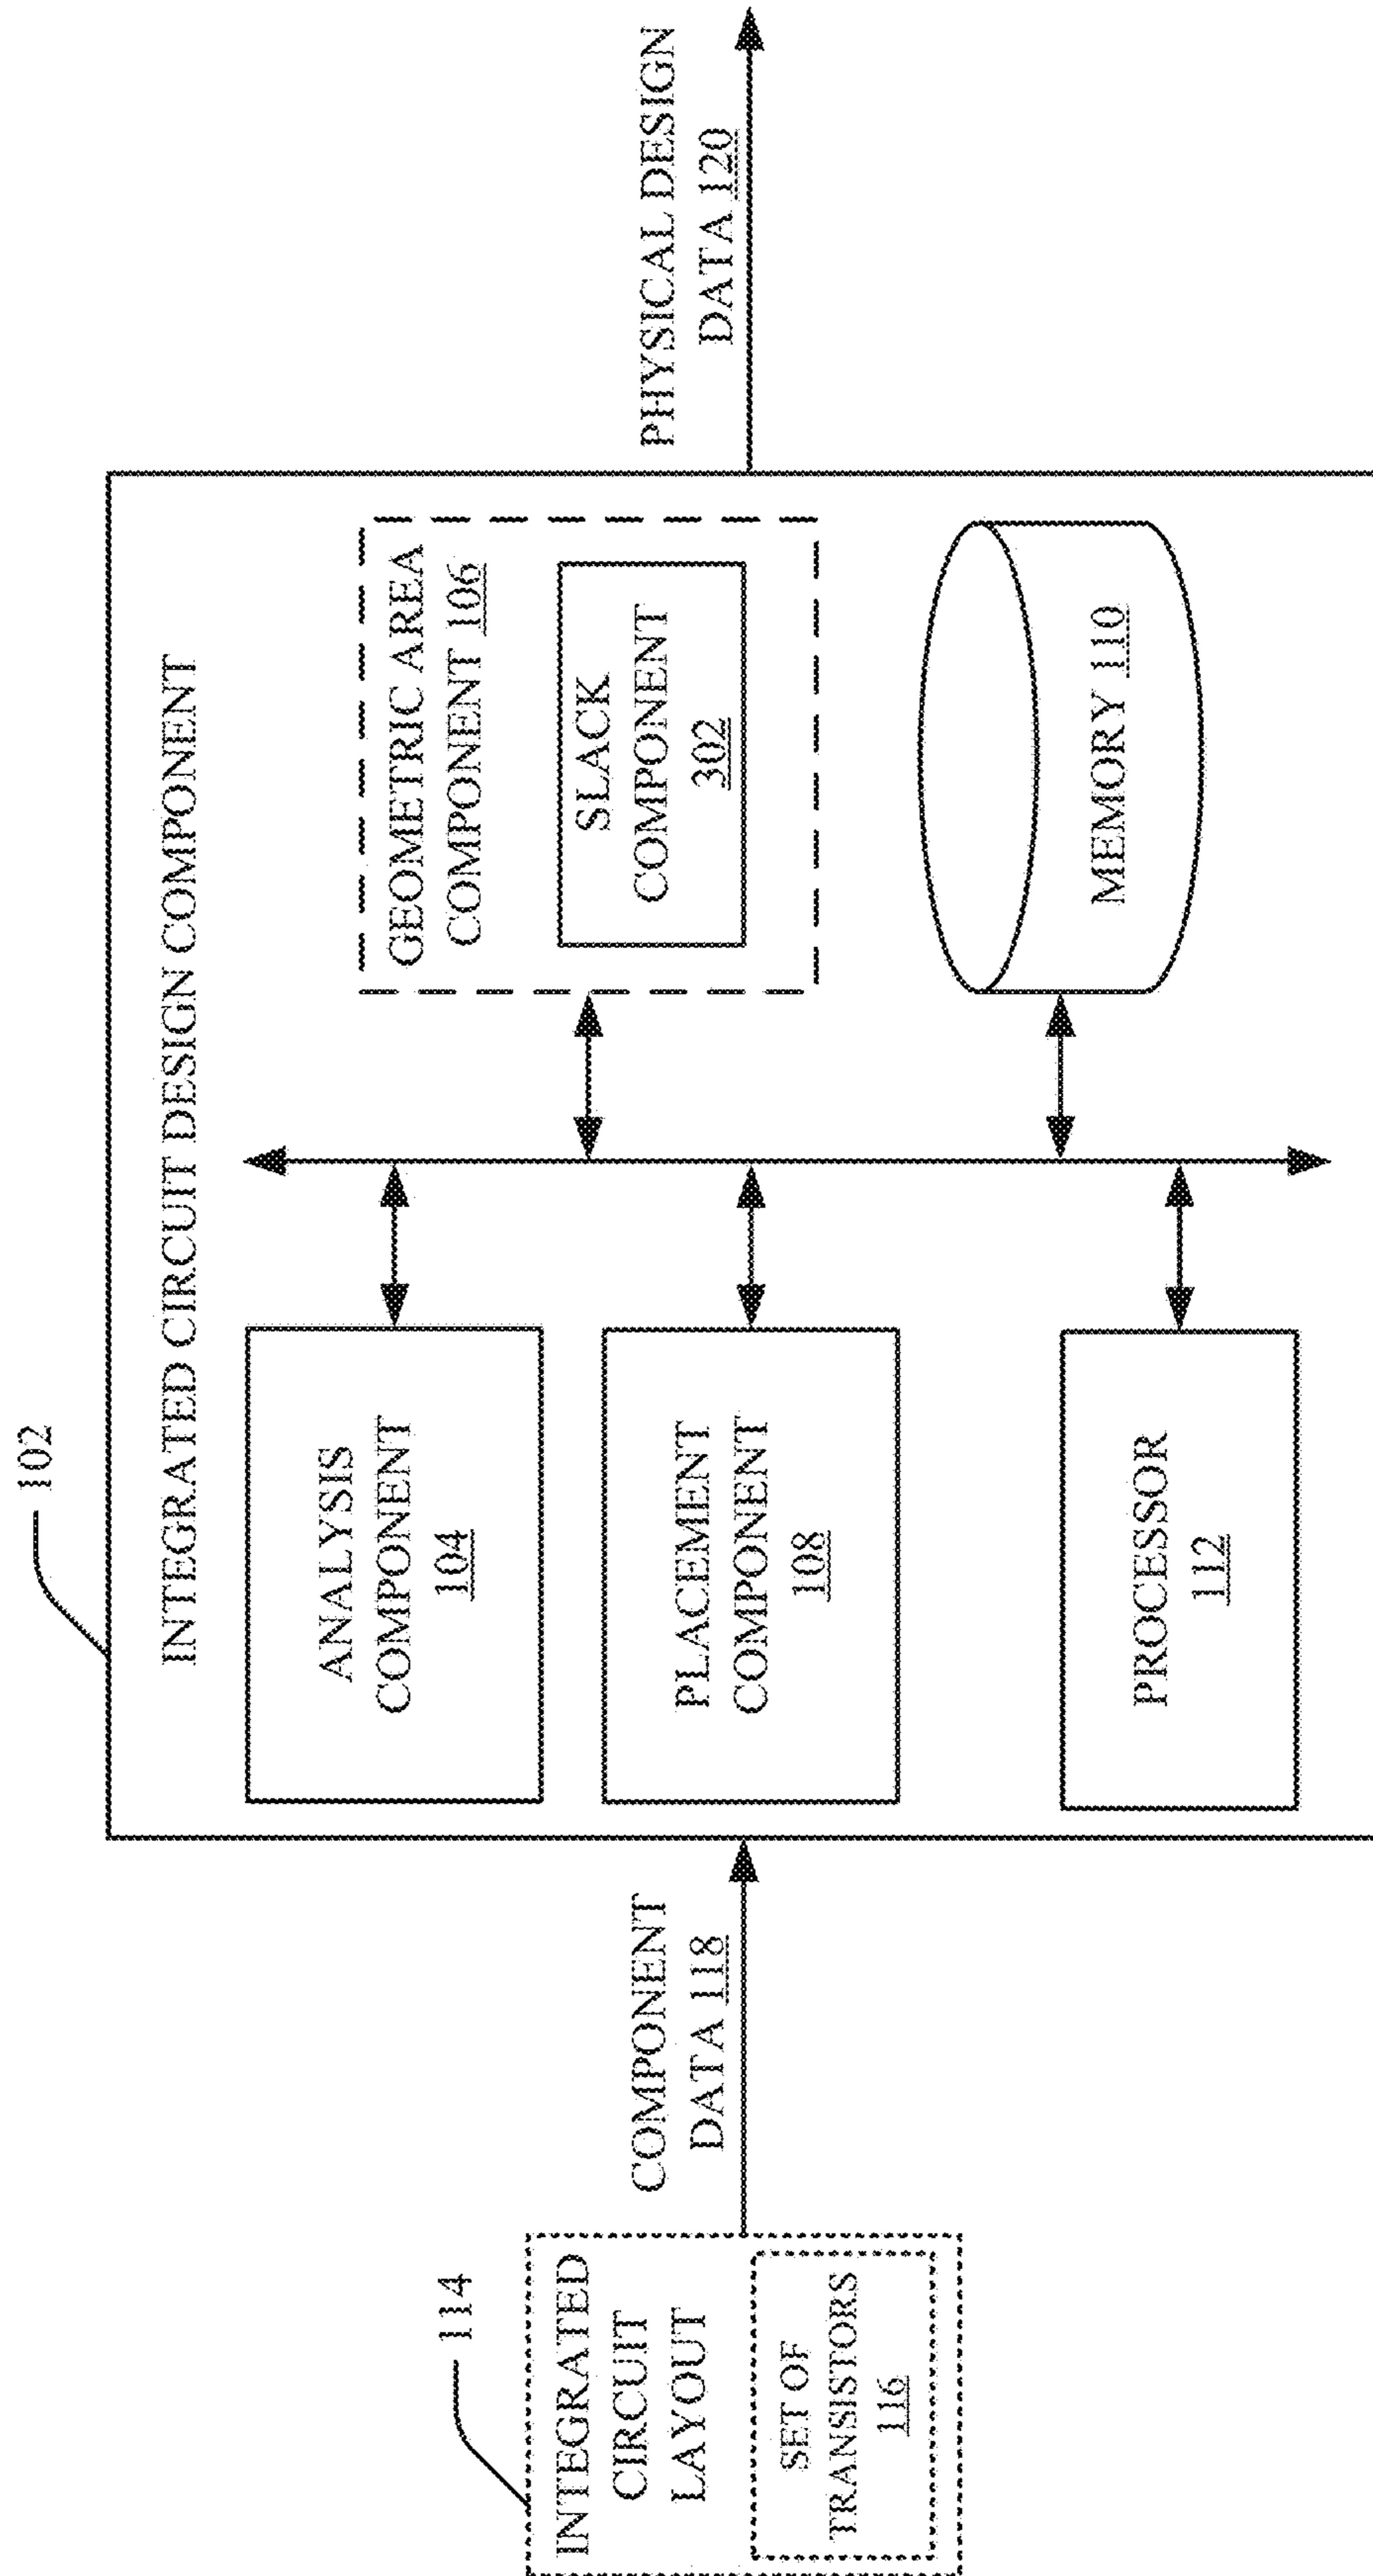 102
INTEGRATED CIRCUIT DESIGN COMPONENT
114
INTEGRATED
CIRCUIT
LAYOUT
SET OF
TRANSISTORS
116
COMPONENT
DATA 118
ANALYSIS
COMPONENT
104
PLACEMENT
COMPONENT
108
PROCESSOR
112
GEOMETRIC AREA
COMPONENT 106
SLACK
COMPONENT
302
MEMORY 110
PHYSICAL DESIGN
DATA 120